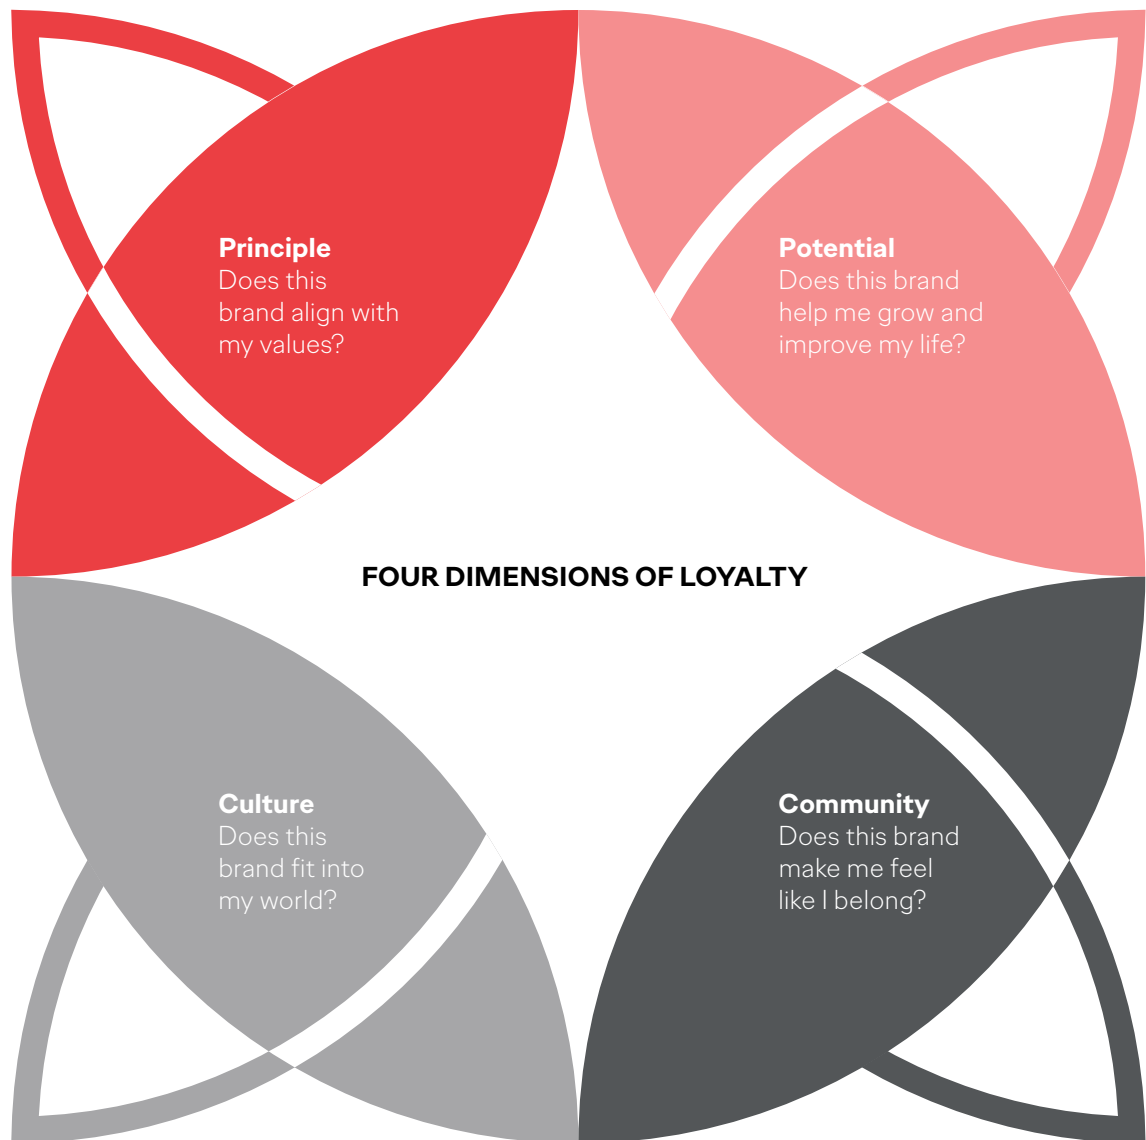 Principle
Does this
brand align with
my values?
Potential
Does this brand
help me grow and
improve my life?
FOUR DIMENSIONS OF LOYALTY
Culture
Does this
brand fit into
my world?
Community
Does this brand
make me feel
like I belong?